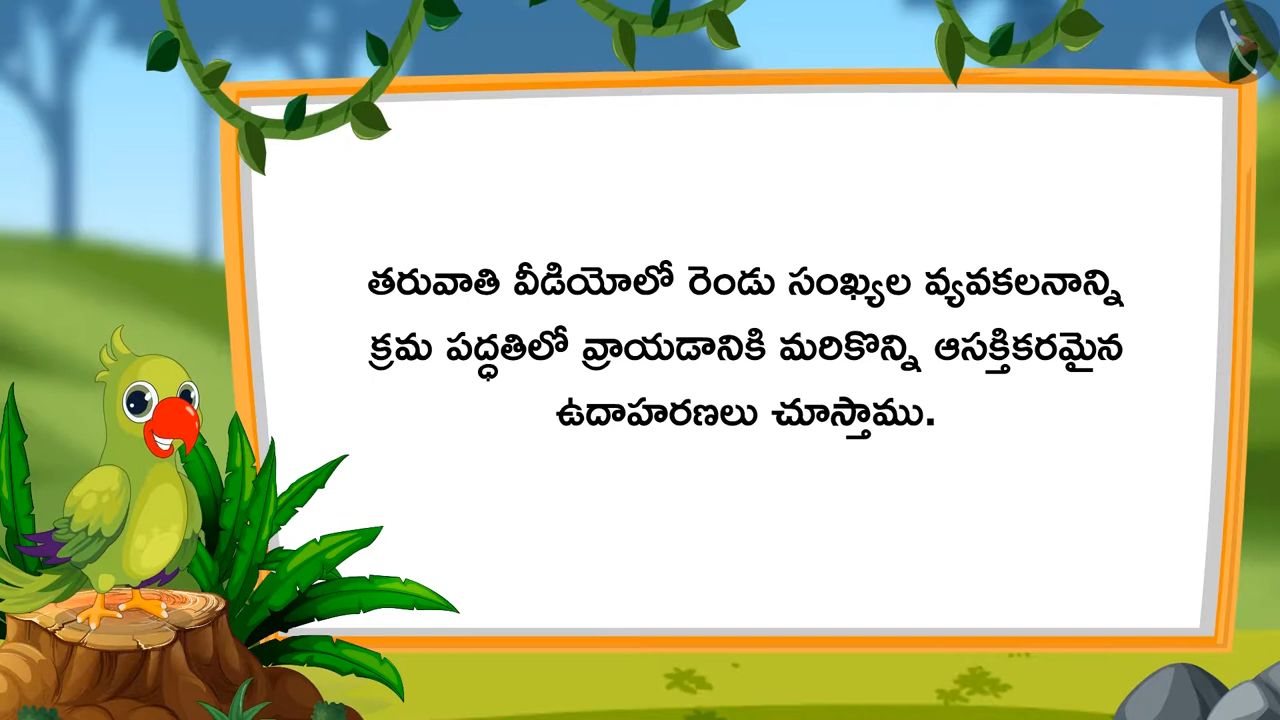 తరువాతి వీడియోలో రెండు సంఖ్యల వ్యవకలనాన్ని
క్రమ పద్ధతిలో వ్రాయడానికి మరికొన్ని ఆసక్తికరమైన
ఉదాహరణలు చూస్తాము.